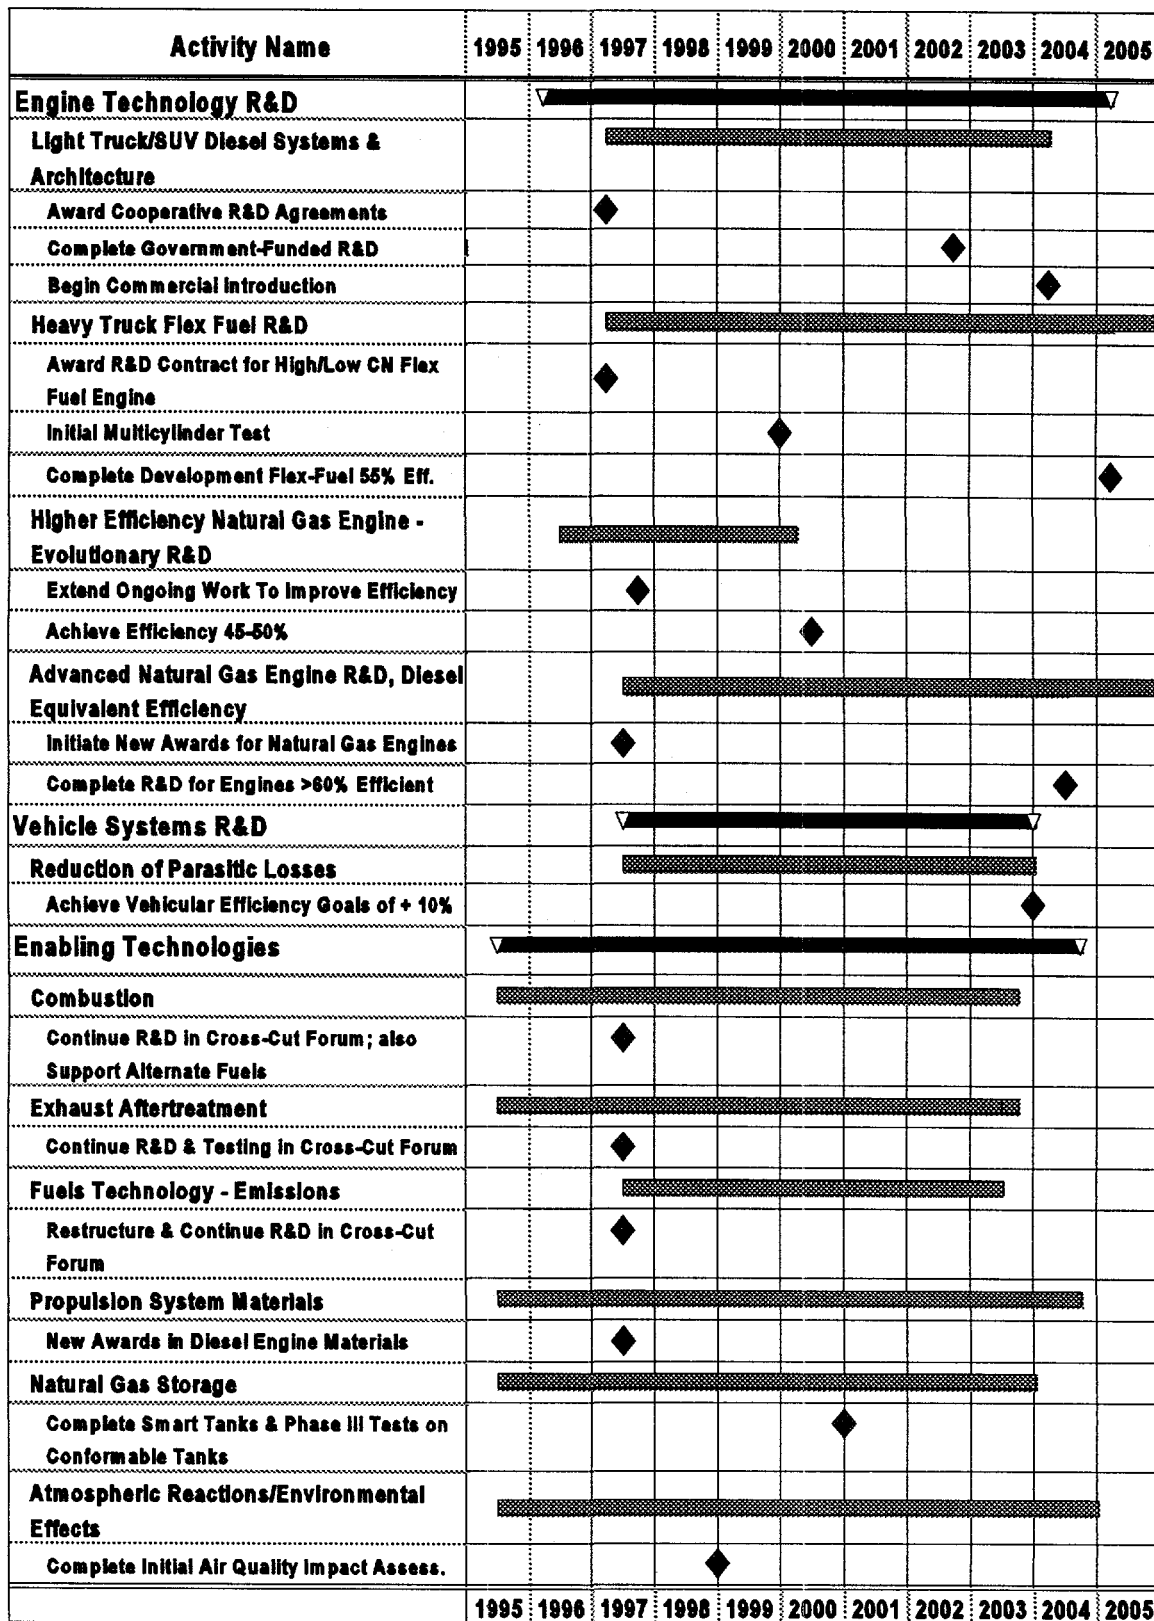 Activity Name 1995 1996 1997 1998 1999 2000 2001 2002 2003 2004 2005
Engine Technology R&D
Light Truck/SUV Diesel Systems &
Architecture
Award Cooperative R&D Agreements
Complete Government-Funded R&D
Begin Commercial Introduction
Heavy Truck Flex Fuel R&D
Award R&D Contract for High/Low CN Flex
Fuel Engine
Initial Multicylinder Test
Complete Development Flex-Fuel 55% Eff.
Higher Efficiency Natural Gas Engine -
Evolutionary R&D
Extend Ongoing Work To Improve Efficiency
Achieve Efficiency 45-50%
Advanced Natural Gas Engine R&D, Diesel
Equivalent Efficiency
Initiate New Awards for Natural Gas Engines
Complete R&D for Engines >60% Efficient
Vehicle Systems R&D
Reduction of Parasitic Losses
Achieve Vehicular Efficiency Goals of + 10%
Enabling Technologies
Combustion
Continue R&D in Cross-Cut Forum; also
Support Alternate Fuels
Exhaust Aftertreatment
Continue R&D & Testing in Cross-Cut Forum
Fuels Technology - Emissions
Restructure & Continue R&D in Cross-Cut
Forum
Propulsion System Materials
New Awards in Diesel Engine Materials
Natural Gas Storage
Complete Smart Tanks & Phase III Tests on
Conformable Tanks
Atmospheric Reactions/Environmental
Effects
Complete Initial Air Quality Impact Assess.
1995 1996 1997 1998 1999 2000 2001 2002 2003 2004 2005